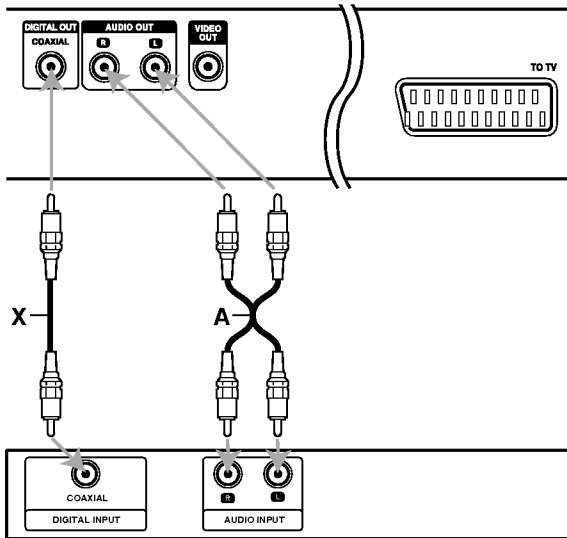 DIGITAL OUT
COAXIAL
AUDIO OUT
R
L
VIDEO
OUT
TO TV
X
A
COAXIAL
DIGITAL INPUT
R
L
AUDIO INPUT